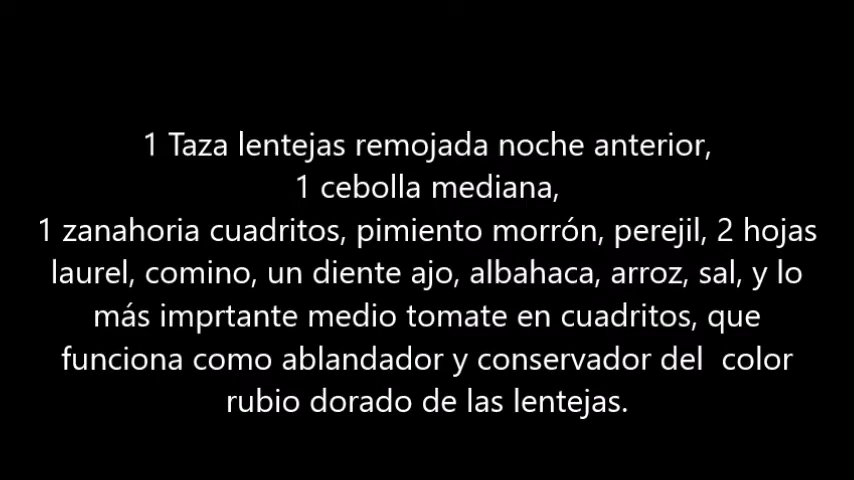 1 Taza lentejas remojada noche anterior,
1 cebolla mediana,
1 zanahoria cuadritos, pimiento morrón, perejil, 2 hojas
laurel, comino, un diente ajo, albahaca, arroz, sal, y lo
más imprtante medio tomate en cuadritos, que
funciona como ablandador y conservador del  color
rubio dorado de las lentejas.